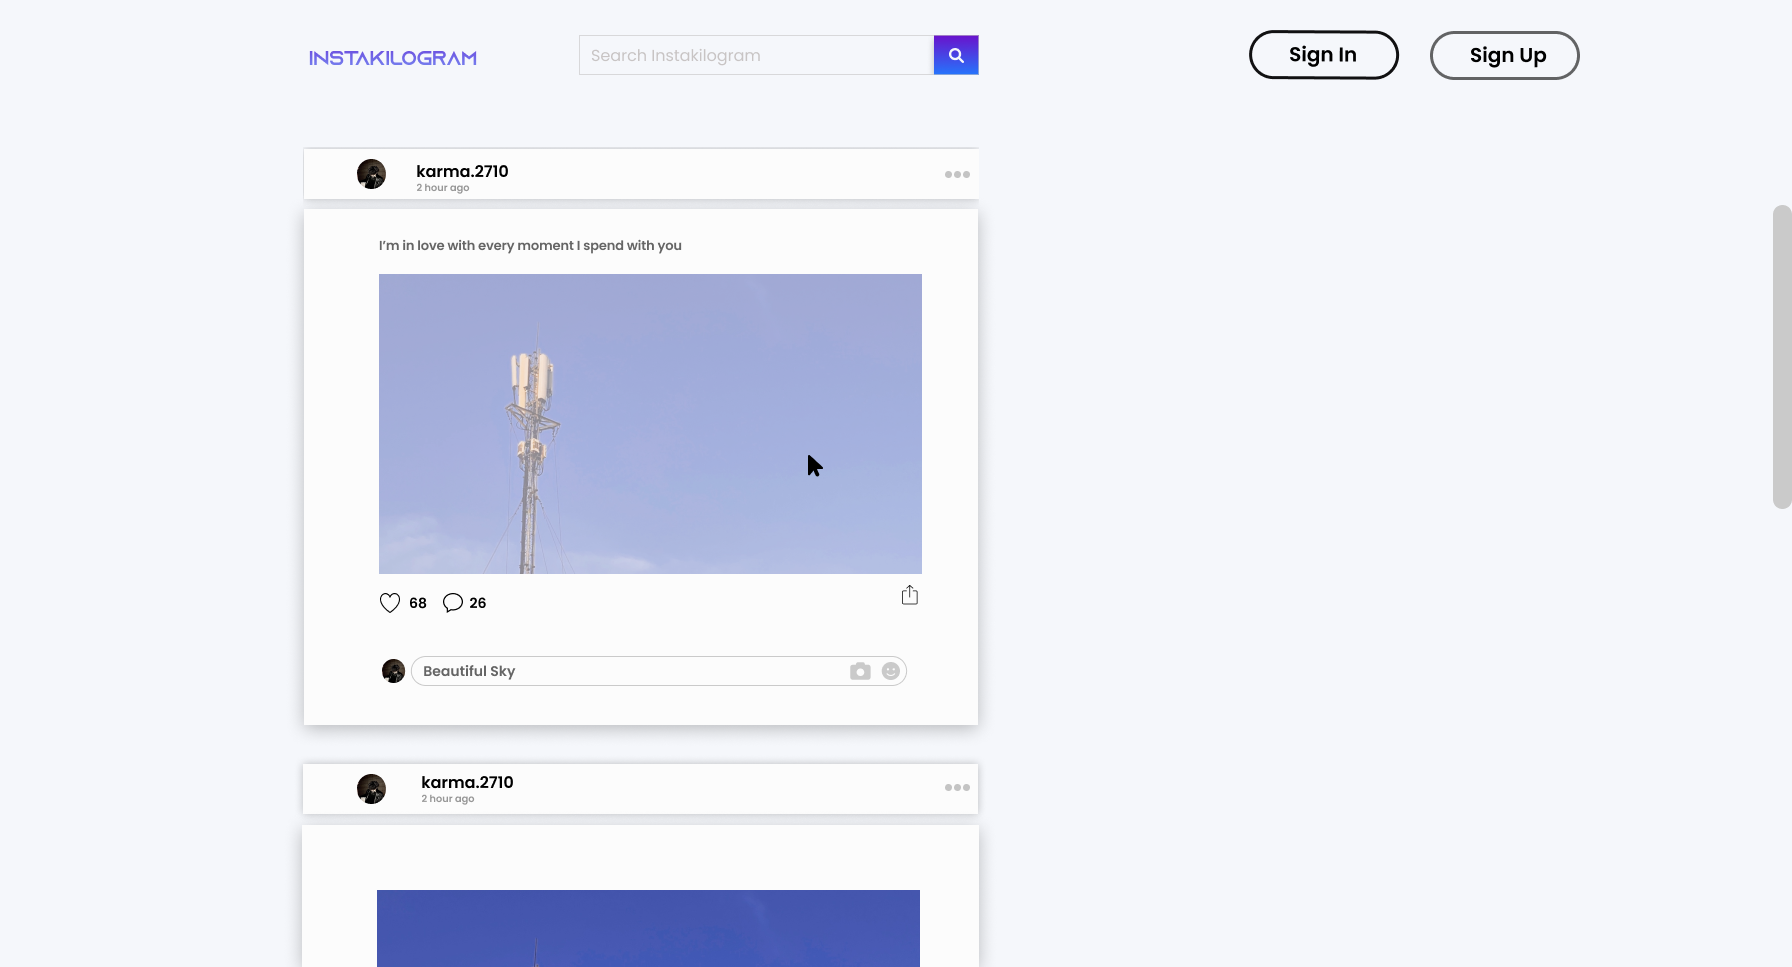 INSTAKILOGRAM
Search Instakilogram
Sign In
Sign Up
karma.2710
2 hour ago
I'm in love with every moment I spend with you
68
26
Beautiful Sky
karma.2710
2 hour ago